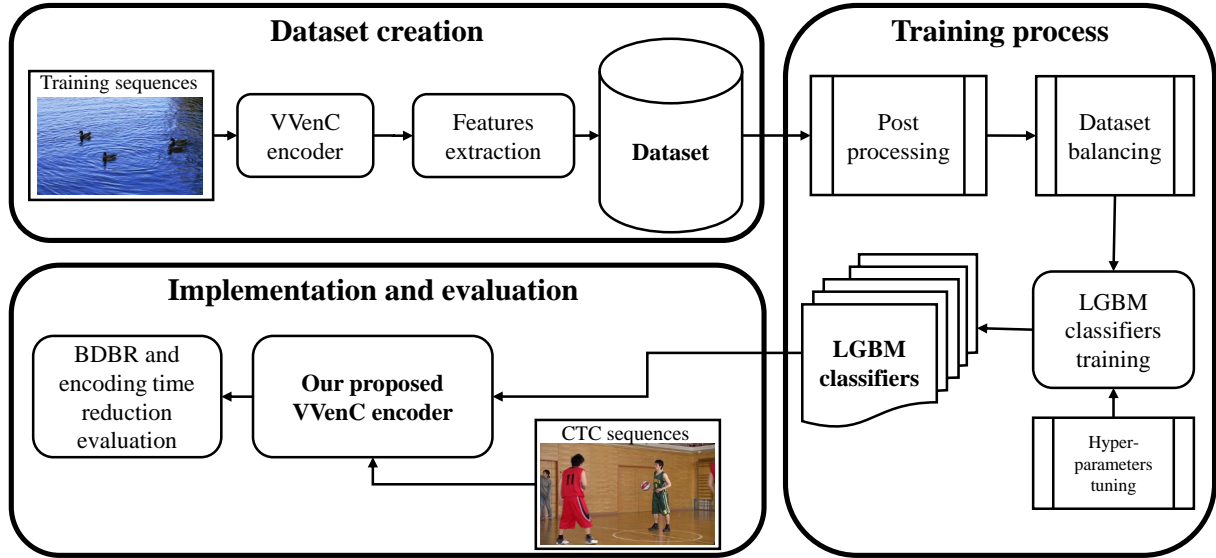 Dataset creation
Training sequences
VVenC
encoder
Features
extraction
Dataset
Training process
Post
processing
Dataset
balancing
LGBM
classifiers
training
Hyper-
parameters
tuning
LGBM
classifiers
Implementation and evaluation
BDBR and
encoding time
reduction
evaluation
Our proposed
VVenC encoder
CTC sequences
11